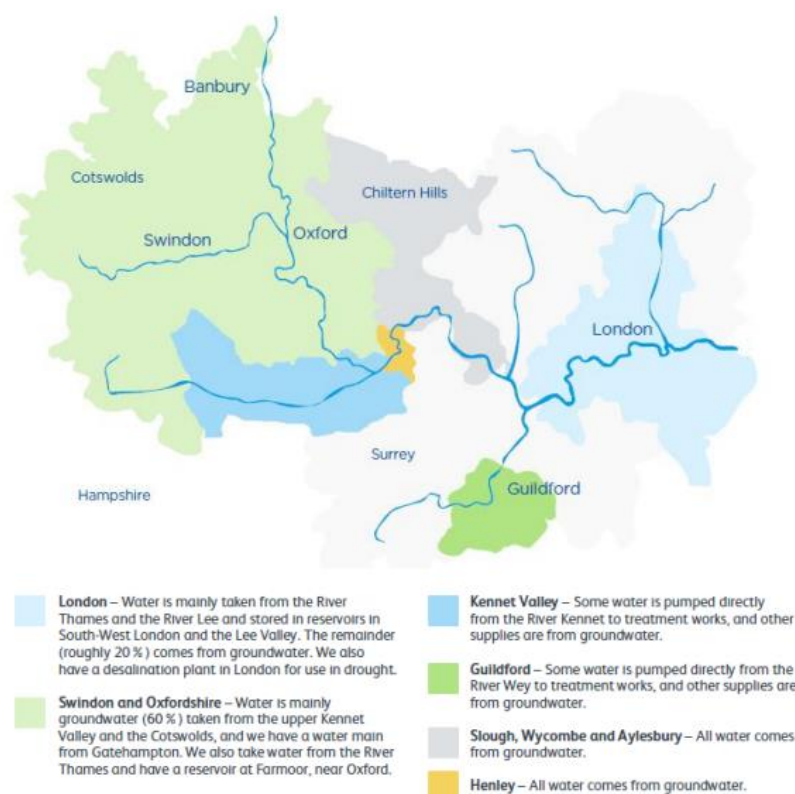 Banbury
Cotswolds
Chiltern Hills
Swindon
Oxford
London
Surrey
Hampshire
Guildford
London – Water is mainly taken from the River
Thames and the River Lee and stored in reservoirs in
South-West London and the Lee Valley. The remainder
(roughly 20 %) comes from groundwater. We also
have a desalination plant in London for use in drought.
Swindon and Oxfordshire – Water is mainly
groundwater (60 %) taken from the upper Kennet
Valley and the Cotswolds, and we have a water main
from Gatehampton. We also take water from the River
Thames and have a reservoir at Farmoor, near Oxford.
Kennet Valley – Some water is pumped directly
from the River Kennet to treatment works, and other
supplies are from groundwater.
Guildford – Some water is pumped directly from the
River Wey to treatment works, and other supplies are
from groundwater.
Slough, Wycombe and Aylesbury – All water comes
from groundwater.
Henley – All water comes from groundwater.